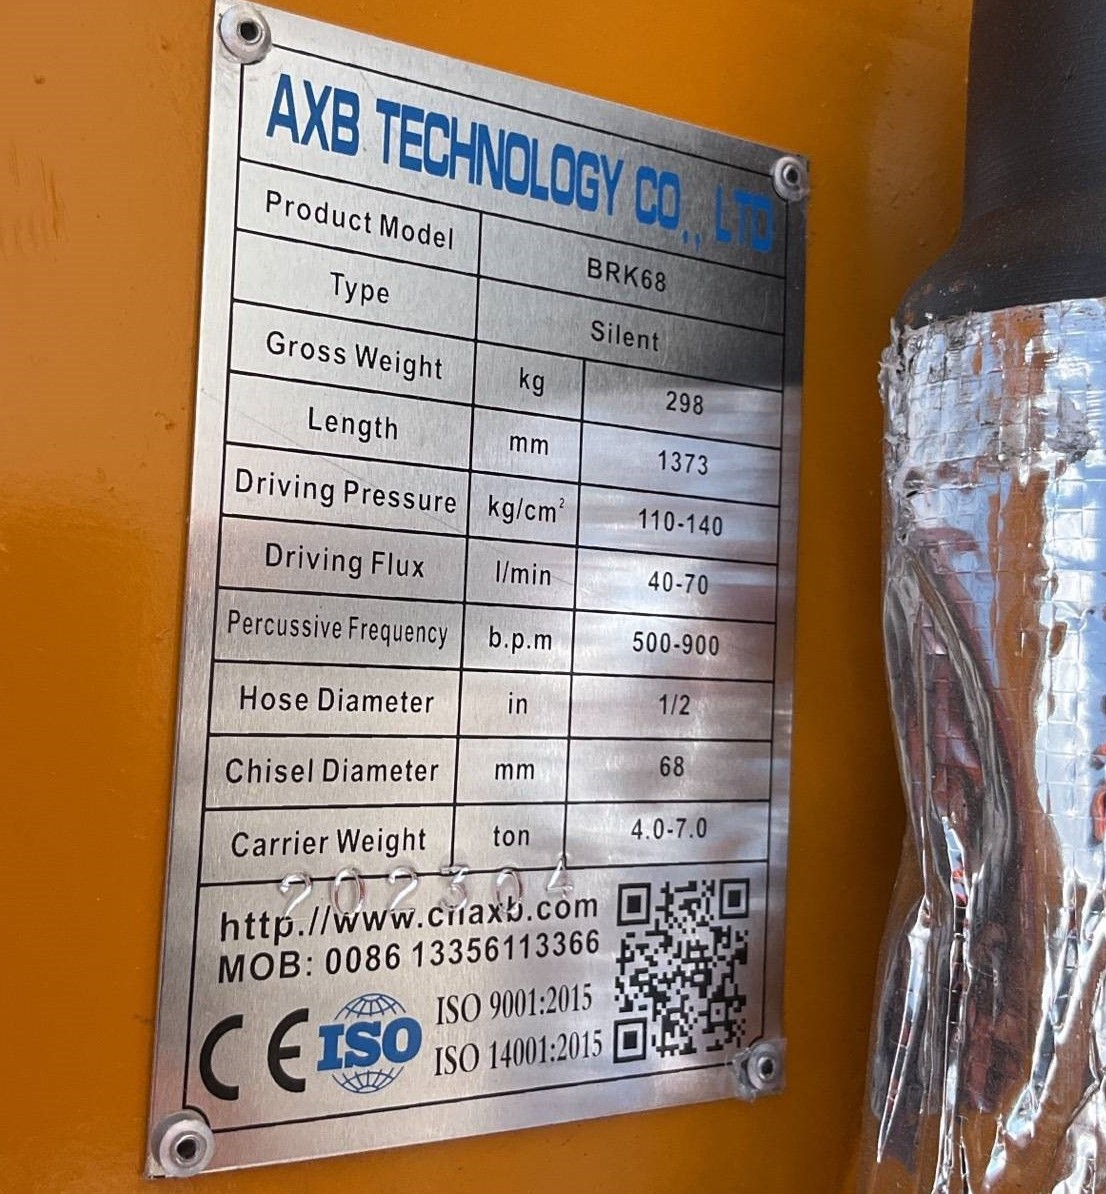 AXB TECHNOLOGY CO,, LTD
Product Model BRK68
Type Silent
Gross Weight kg 298
Length mm 1373
Driving Pressure kg/cm² 110-140
Driving Flux l/min 40-70
Percussive Frequency b.p.m 500-900
Hose Diameter in 1/2
Chisel Diameter mm 68
Carrier Weight ton 4.0-7.0
202304
http.//www.cnaxb.com
MOB: 0086 13356113366
CE ISO ISO 9001:2015
ISO 14001:2015